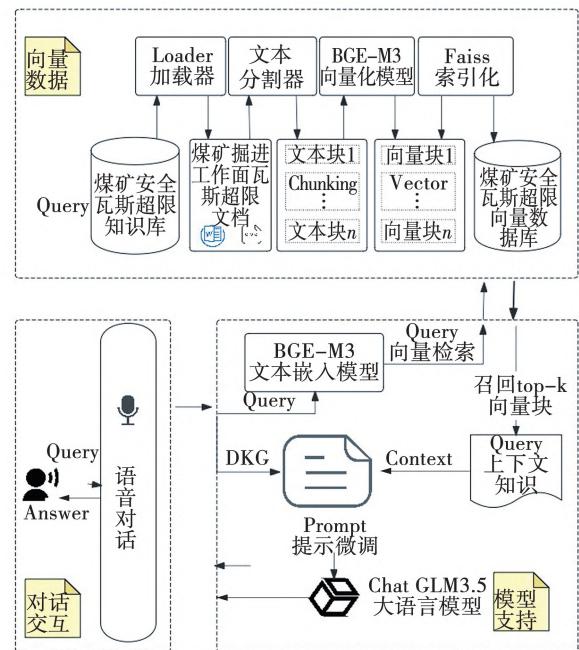 向量
数据
Loader
加载器
文本
分割器
BGE-M3
向量化模型
Faiss
索引化
Query
煤矿安全
瓦斯超限
知识库
煤矿掘进
工作面瓦
斯超限
文档
文本块1
Chunking
⋮
文本块n
向量块1
Vector
⋮
向量块n
煤矿安全
瓦斯超限
向量数
据库
BGE-M3
文本嵌入模型
Query
向量检索
Query
召回top-k
向量块
DKG
Context
Query
上下文
知识
Prompt
提示微调
Chat GLM3.5
大语言模型
模型
支持
Query
Answer
语音对话
对话
交互